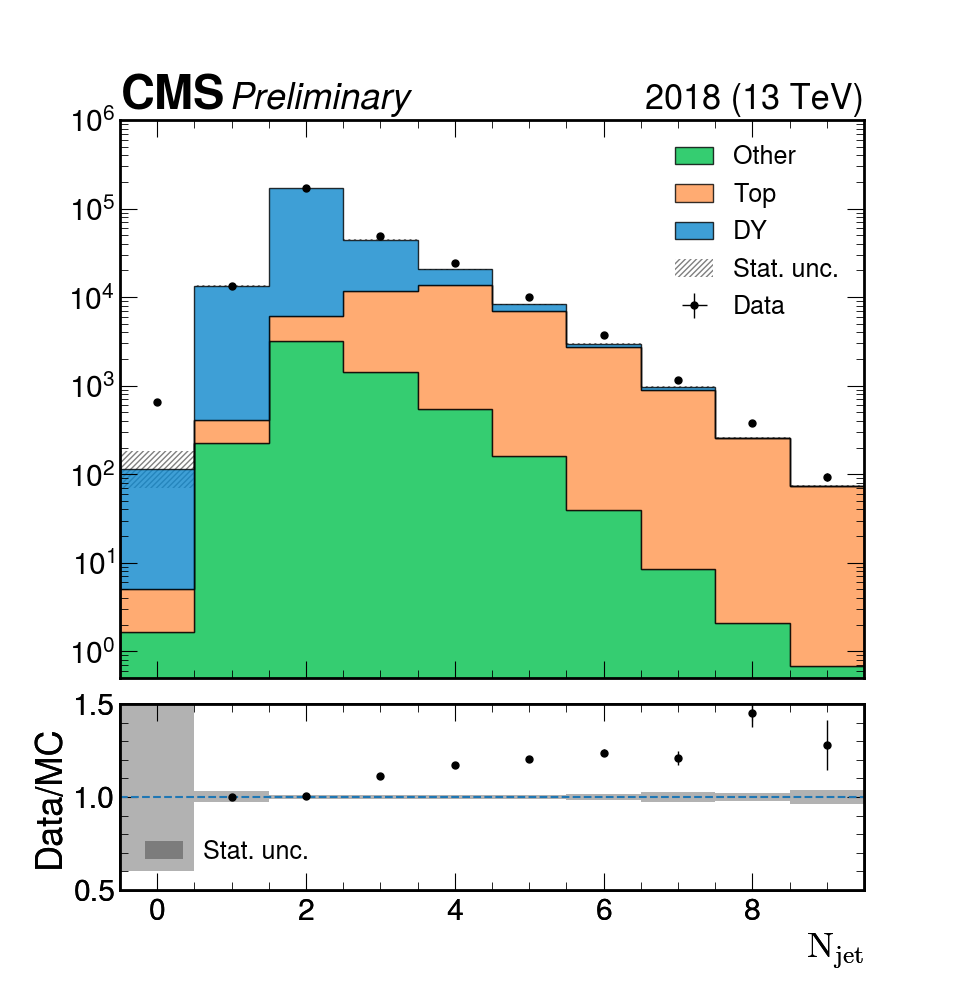 CMS Preliminary 2018 (13 TeV)
10^6
10^5
10^4
10^3
10^2
10^1
10^0
Other
Top
DY
Stat. unc.
Data
Data/MC
1.5
1.0
0.5
Stat. unc.
0 2 4 6 8
N_jet